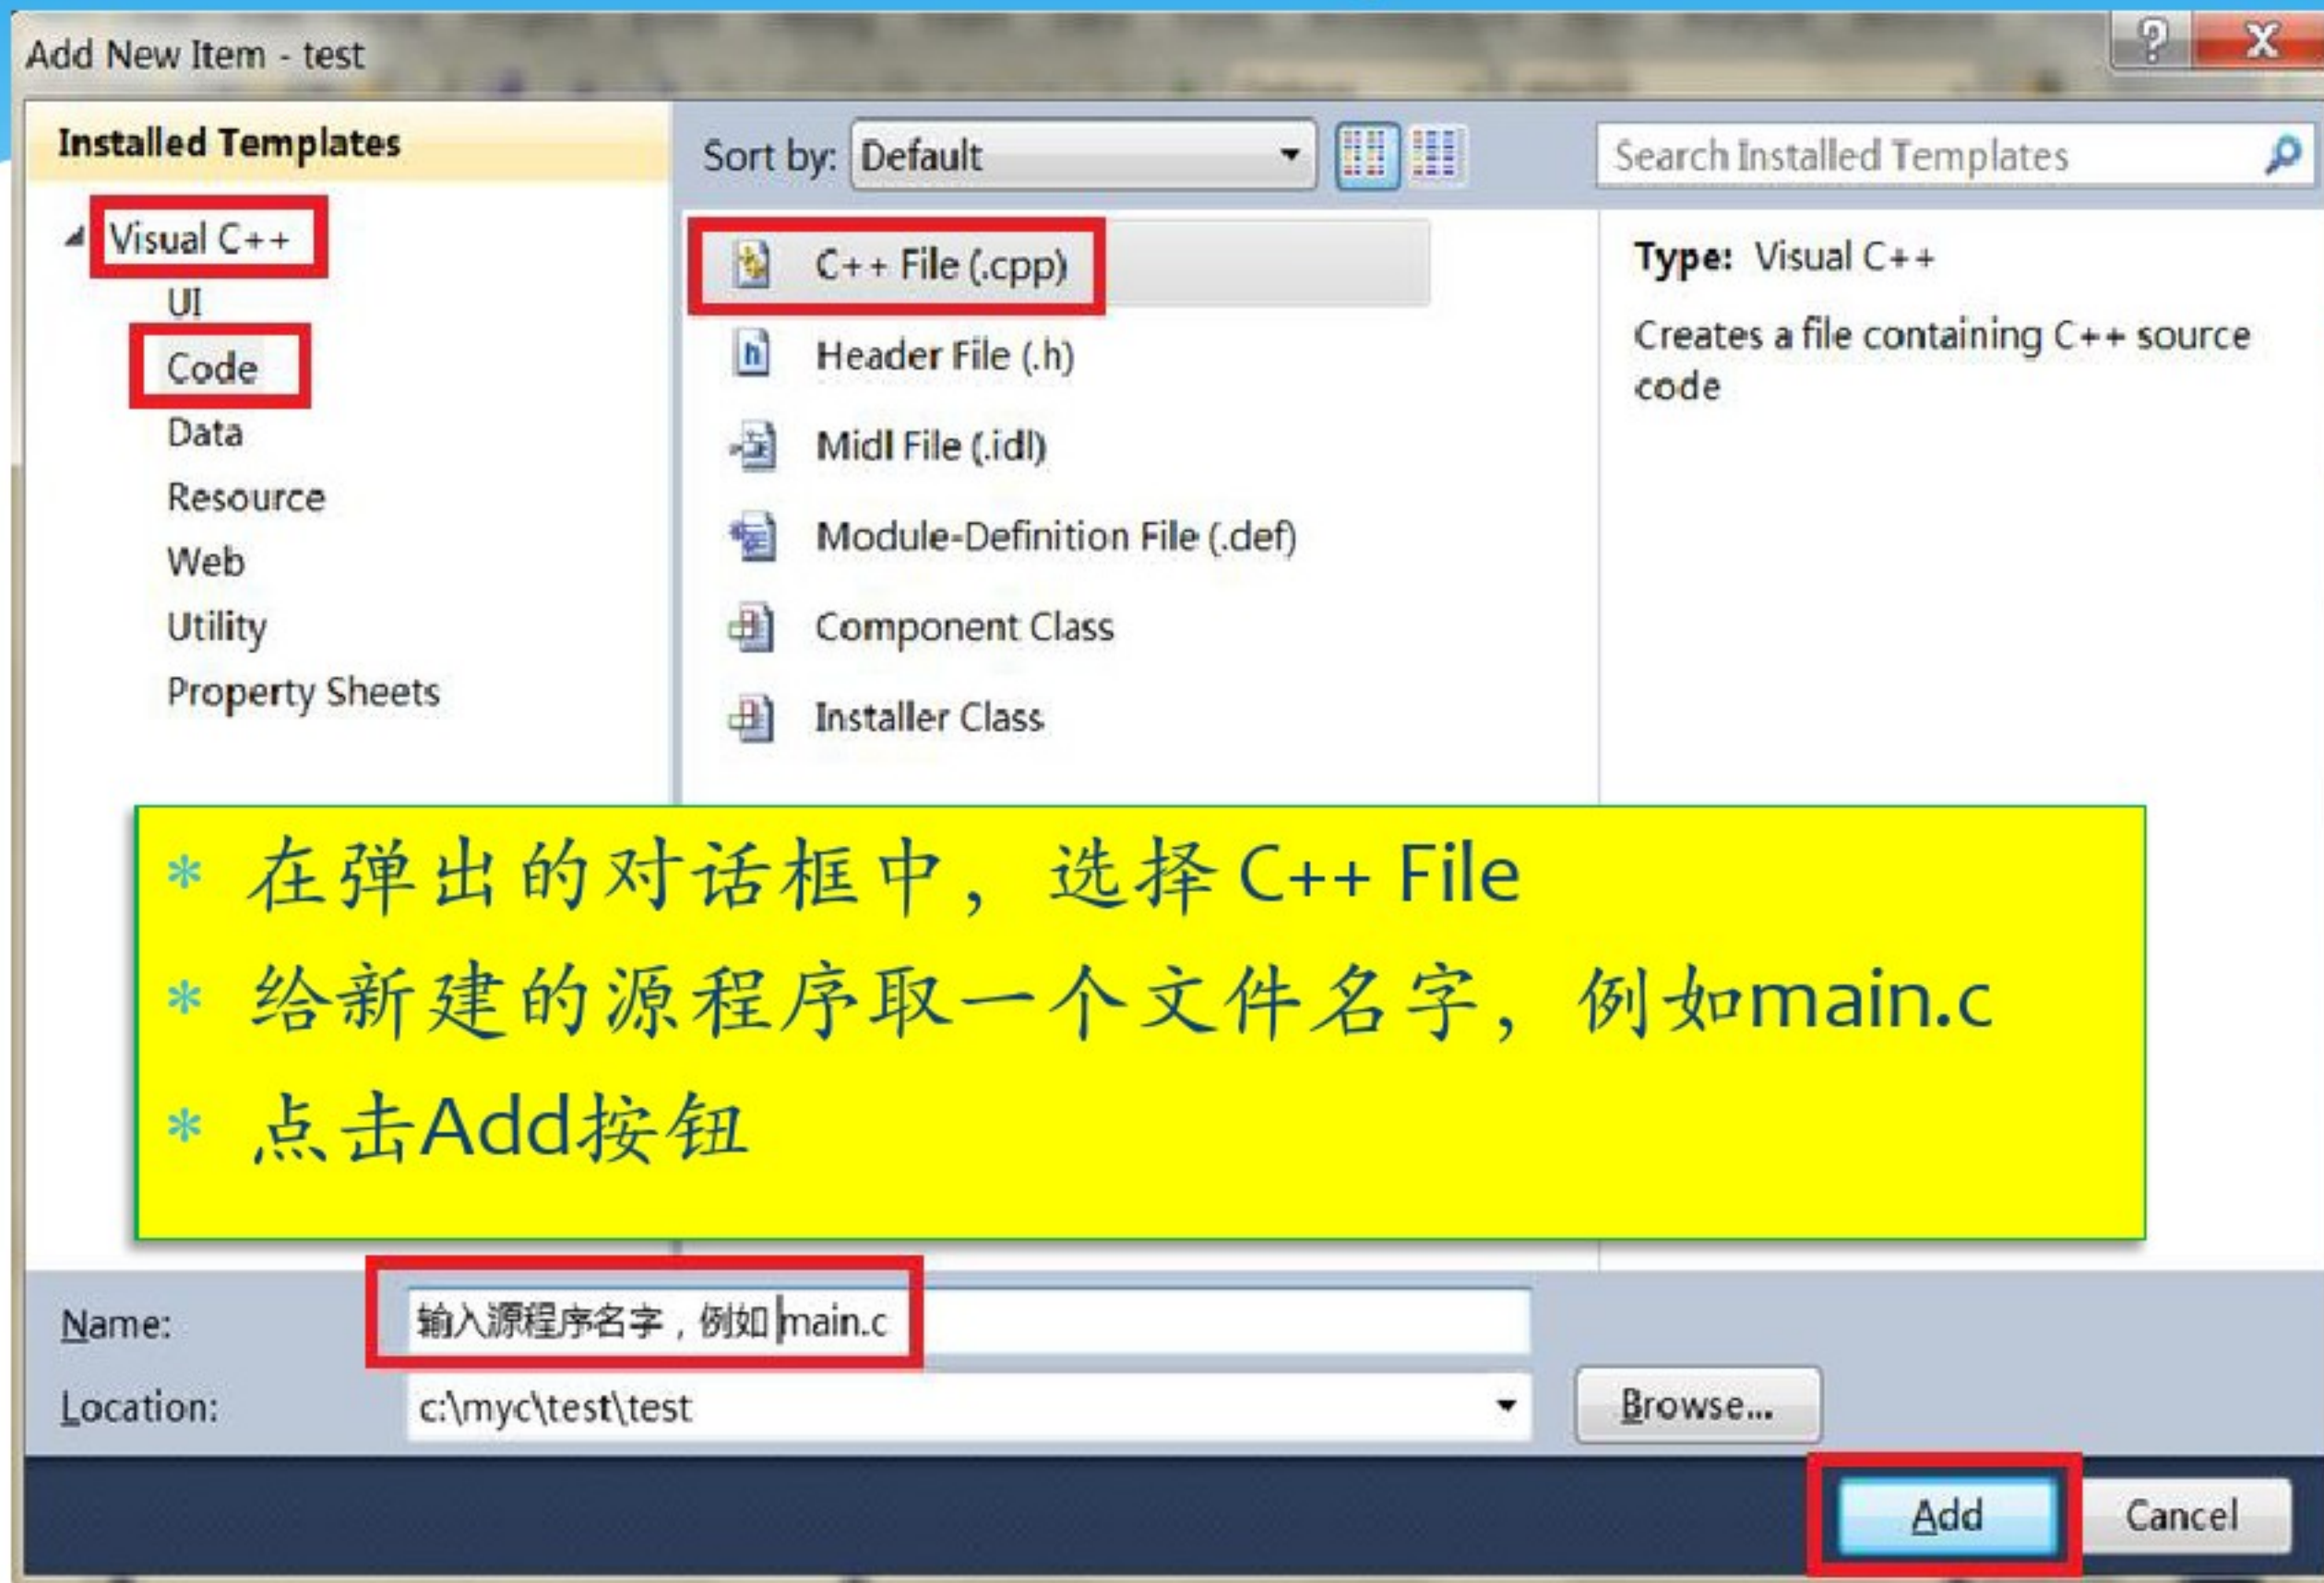 Add New Item - test
Installed Templates
Sort by: Default
Search Installed Templates
Visual C++
UI
Code
Data
Resource
Web
Utility
Property Sheets
C++ File (.cpp)
Header File (.h)
Midl File (.idl)
Module-Definition File (.def)
Component Class
Installer Class
Type: Visual C++
Creates a file containing C++ source
code
* 在弹出的对话框中，选择 C++ File
* 给新建的源程序取一个文件名字，例如main.c
* 点击Add按钮
Name: 输入源程序名字，例如 main.c
Location: c:\myc\test\test
Browse...
Add
Cancel